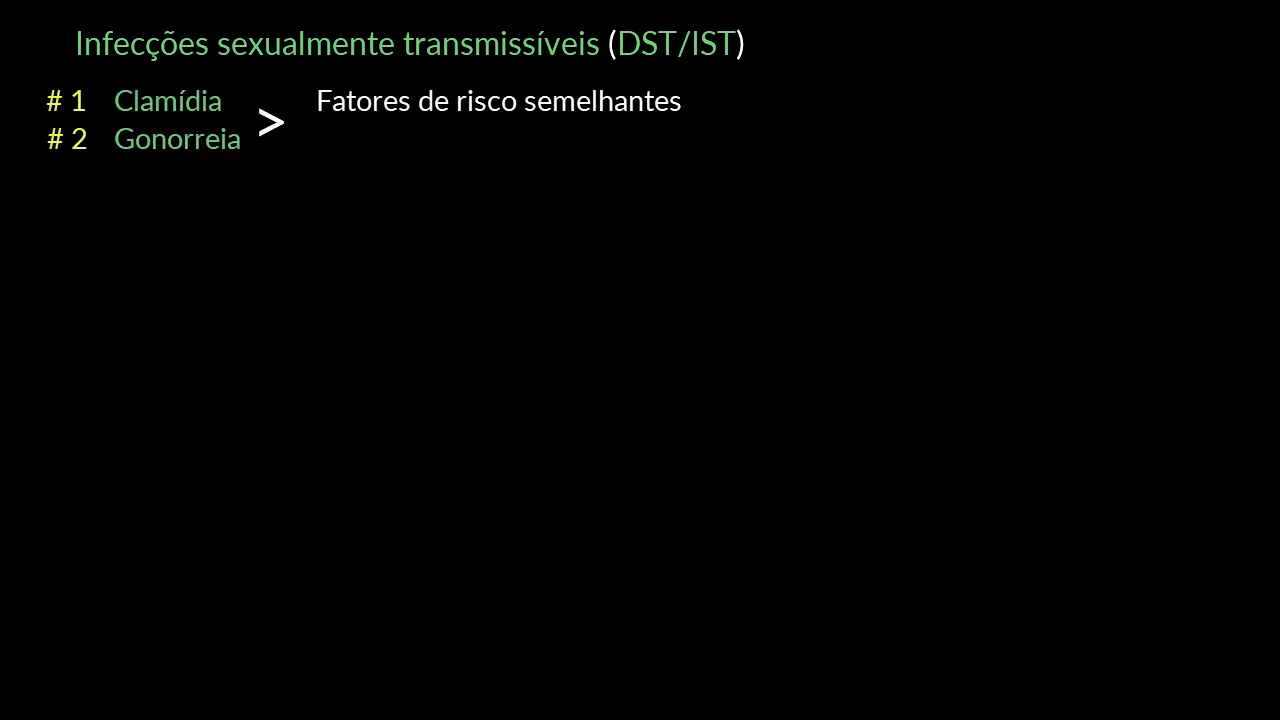 Infecções sexualmente transmissíveis (DST/IST)
# 1 Clamídia > Fatores de risco semelhantes
# 2 Gonorreia